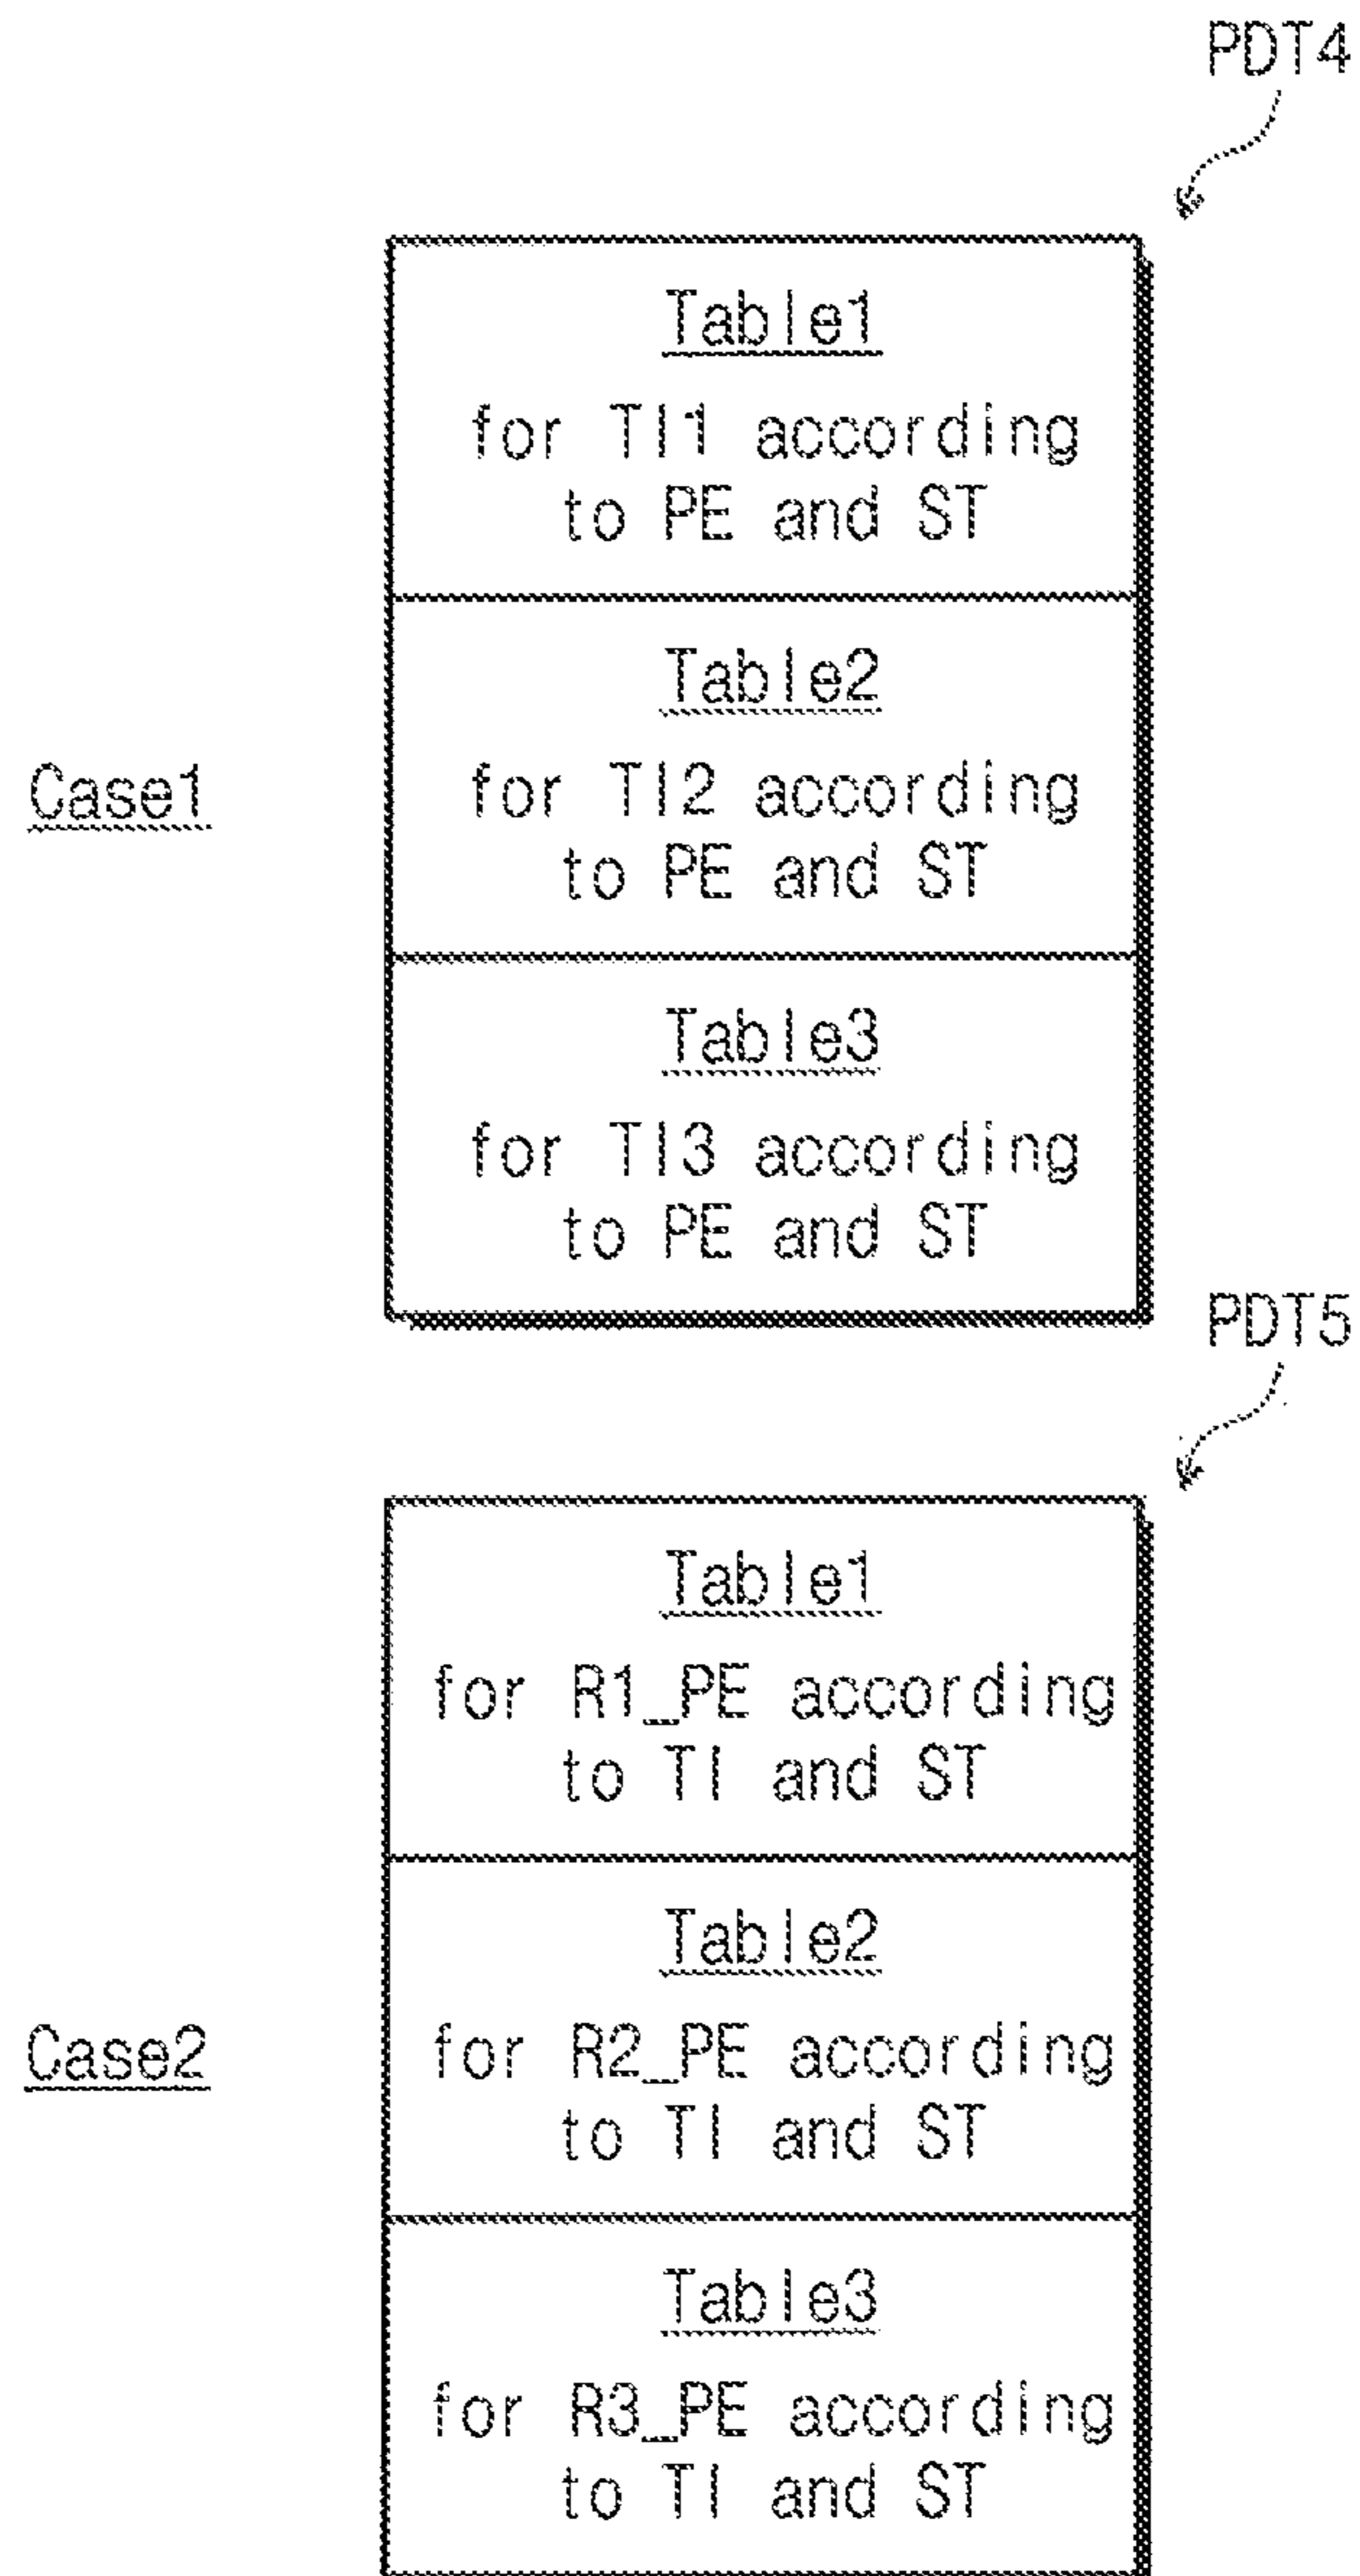 PDT4
Table1
for TI1 according
to PE and ST
Table2
Case1
for TI2 according
to PE and ST
Table3
for TI3 according
to PE and ST
PDT5
Table1
for R1_PE according
to TI and ST
Table2
Case2
for R2_PE according
to TI and ST
Table3
for R3_PE according
to TI and ST